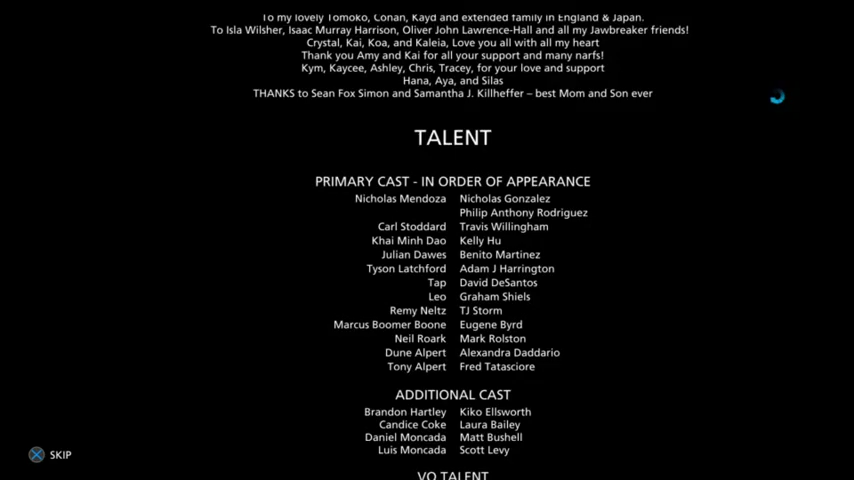 To my lovely Tomoko, Conan, Kayd and extended family in England & Japan.
To Isla Wilsher, Isaac Murray Harrison, Oliver John Lawrence-Hall and all my Jawbreaker friends!
Crystal, Kai, Koa, and Kaleia, Love you all with all my heart
Thank you Amy and Kai for all your support and many narfs!
Kym, Kaycee, Ashley, Chris, Tracey, for your love and support
Hana, Aya, and Silas
THANKS to Sean Fox Simon and Samantha J. Killheffer – best Mom and Son ever
TALENT
PRIMARY CAST - IN ORDER OF APPEARANCE
Nicholas Mendoza Nicholas Gonzalez
Philip Anthony Rodriguez
Carl Stoddard Travis Willingham
Khai Minh Dao Kelly Hu
Julian Dawes Benito Martinez
Tyson Latchford Adam J Harrington
Tap David DeSantos
Leo Graham Shiels
Remy Neltz TJ Storm
Marcus Boomer Boone Eugene Byrd
Neil Roark Mark Rolston
Dune Alpert Alexandra Daddario
Tony Alpert Fred Tatasciore
ADDITIONAL CAST
Brandon Hartley Kiko Ellsworth
Candice Coke Laura Bailey
Daniel Moncada Matt Bushell
Luis Moncada Scott Levy
SKIP
VO TALENT